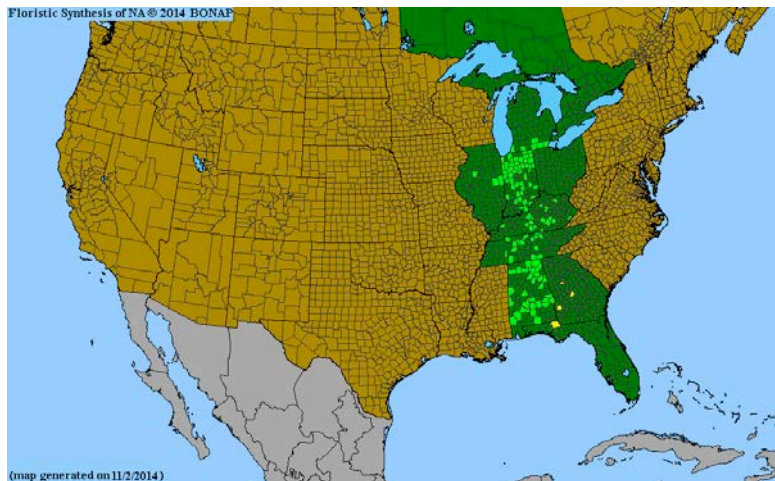 Floristic Synthesis of NA © 2014 BONAP
(map generated on 11/2/2014)